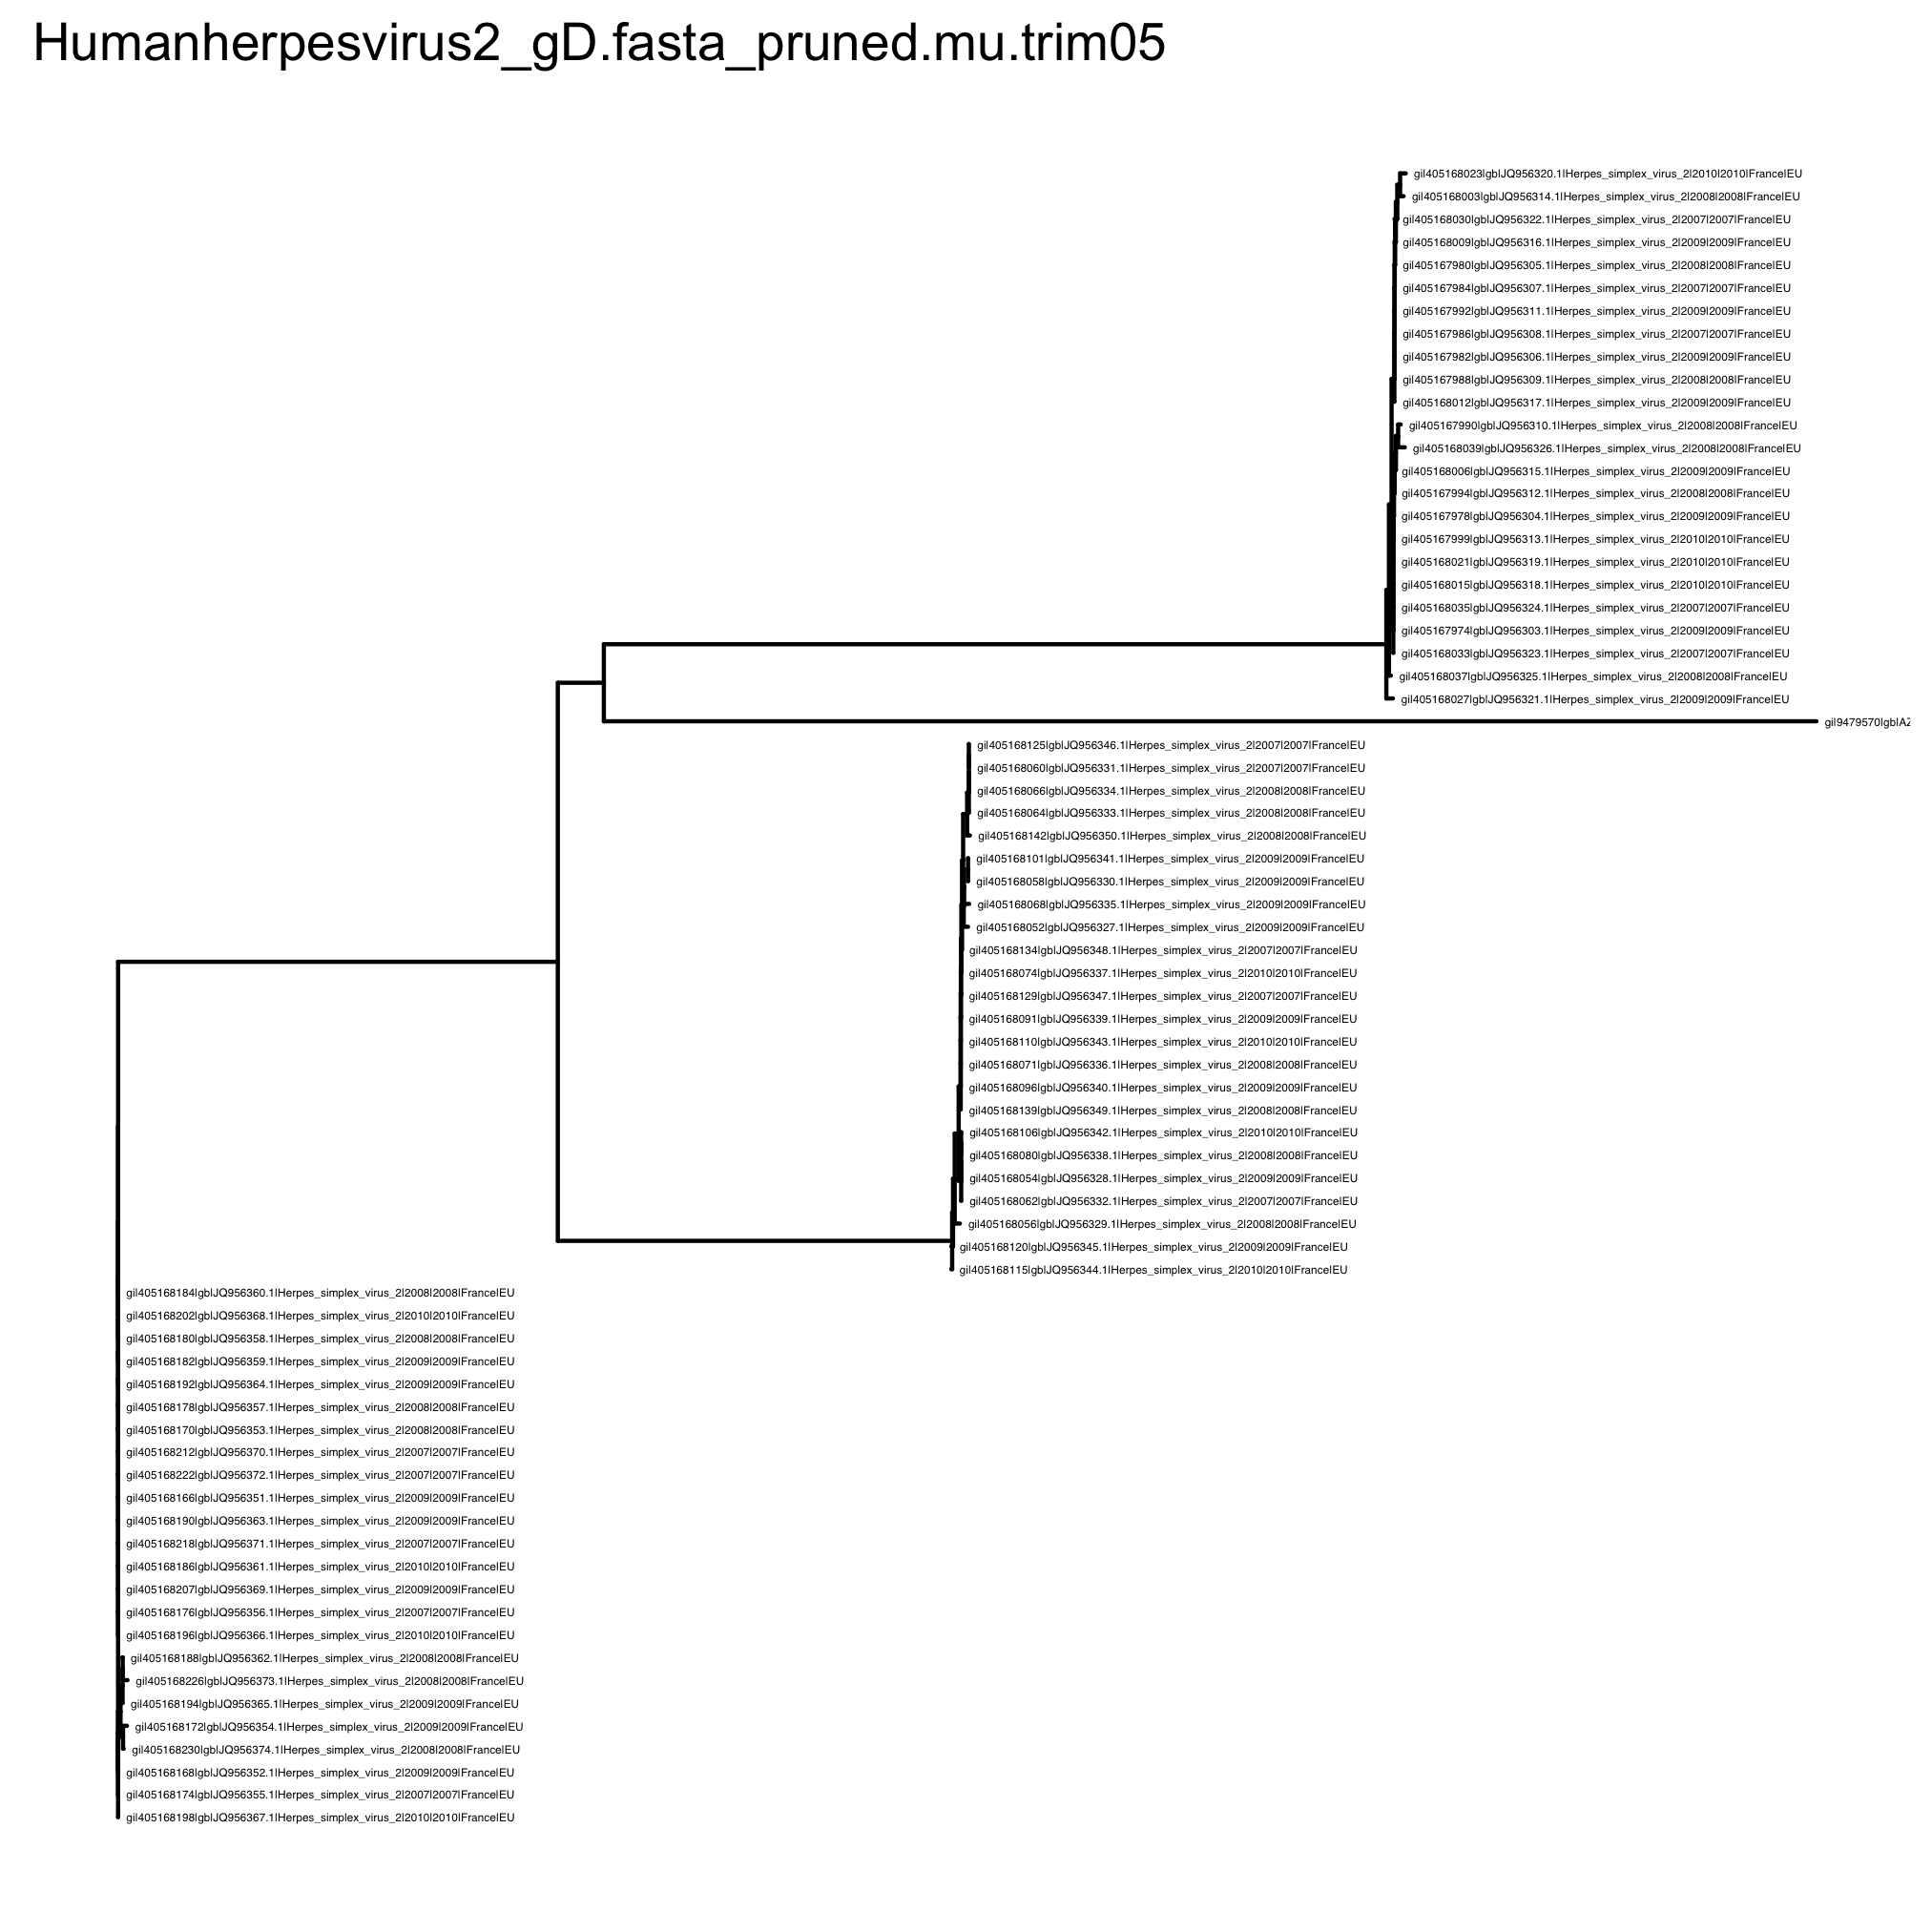 Humanherpesvirus2_gD.fasta_pruned.mu.trim05
gi|405168023|gb|JQ956320.1|Herpes_simplex_virus_2|2010|2010|France|EU
gi|405168003|gb|JQ956314.1|Herpes_simplex_virus_2|2008|2008|France|EU
gi|405168030|gb|JQ956322.1|Herpes_simplex_virus_2|2007|2007|France|EU
gi|405168009|gb|JQ956316.1|Herpes_simplex_virus_2|2009|2009|France|EU
gi|405167980|gb|JQ956305.1|Herpes_simplex_virus_2|2008|2008|France|EU
gi|405167984|gb|JQ956307.1|Herpes_simplex_virus_2|2007|2007|France|EU
gi|405167992|gb|JQ956311.1|Herpes_simplex_virus_2|2009|2009|France|EU
gi|405167986|gb|JQ956308.1|Herpes_simplex_virus_2|2007|2007|France|EU
gi|405167982|gb|JQ956306.1|Herpes_simplex_virus_2|2009|2009|France|EU
gi|405167988|gb|JQ956309.1|Herpes_simplex_virus_2|2008|2008|France|EU
gi|405168012|gb|JQ956317.1|Herpes_simplex_virus_2|2009|2009|France|EU
gi|405167990|gb|JQ956310.1|Herpes_simplex_virus_2|2008|2008|France|EU
gi|405168039|gb|JQ956326.1|Herpes_simplex_virus_2|2008|2008|France|EU
gi|405168006|gb|JQ956315.1|Herpes_simplex_virus_2|2009|2009|France|EU
gi|405167994|gb|JQ956312.1|Herpes_simplex_virus_2|2008|2008|France|EU
gi|405167978|gb|JQ956304.1|Herpes_simplex_virus_2|2009|2009|France|EU
gi|405167999|gb|JQ956313.1|Herpes_simplex_virus_2|2010|2010|France|EU
gi|405168021|gb|JQ956319.1|Herpes_simplex_virus_2|2010|2010|France|EU
gi|405168015|gb|JQ956318.1|Herpes_simplex_virus_2|2010|2010|France|EU
gi|405168035|gb|JQ956324.1|Herpes_simplex_virus_2|2007|2007|France|EU
gi|405167974|gb|JQ956303.1|Herpes_simplex_virus_2|2009|2009|France|EU
gi|405168033|gb|JQ956323.1|Herpes_simplex_virus_2|2007|2007|France|EU
gi|405168037|gb|JQ956325.1|Herpes_simplex_virus_2|2008|2008|France|EU
gi|405168027|gb|JQ956321.1|Herpes_simplex_virus_2|2009|2009|France|EU
gi|9479570|gb|AZ
gi|405168125|gb|JQ956346.1|Herpes_simplex_virus_2|2007|2007|France|EU
gi|405168060|gb|JQ956331.1|Herpes_simplex_virus_2|2007|2007|France|EU
gi|405168066|gb|JQ956334.1|Herpes_simplex_virus_2|2008|2008|France|EU
gi|405168064|gb|JQ956333.1|Herpes_simplex_virus_2|2008|2008|France|EU
gi|405168142|gb|JQ956350.1|Herpes_simplex_virus_2|2008|2008|France|EU
gi|405168101|gb|JQ956341.1|Herpes_simplex_virus_2|2009|2009|France|EU
gi|405168058|gb|JQ956330.1|Herpes_simplex_virus_2|2009|2009|France|EU
gi|405168068|gb|JQ956335.1|Herpes_simplex_virus_2|2009|2009|France|EU
gi|405168052|gb|JQ956327.1|Herpes_simplex_virus_2|2009|2009|France|EU
gi|405168134|gb|JQ956348.1|Herpes_simplex_virus_2|2007|2007|France|EU
gi|405168074|gb|JQ956337.1|Herpes_simplex_virus_2|2010|2010|France|EU
gi|405168129|gb|JQ956347.1|Herpes_simplex_virus_2|2007|2007|France|EU
gi|405168091|gb|JQ956339.1|Herpes_simplex_virus_2|2009|2009|France|EU
gi|405168110|gb|JQ956343.1|Herpes_simplex_virus_2|2010|2010|France|EU
gi|405168071|gb|JQ956336.1|Herpes_simplex_virus_2|2008|2008|France|EU
gi|405168096|gb|JQ956340.1|Herpes_simplex_virus_2|2009|2009|France|EU
gi|405168139|gb|JQ956349.1|Herpes_simplex_virus_2|2008|2008|France|EU
gi|405168106|gb|JQ956342.1|Herpes_simplex_virus_2|2010|2010|France|EU
gi|405168080|gb|JQ956338.1|Herpes_simplex_virus_2|2008|2008|France|EU
gi|405168054|gb|JQ956328.1|Herpes_simplex_virus_2|2009|2009|France|EU
gi|405168062|gb|JQ956332.1|Herpes_simplex_virus_2|2007|2007|France|EU
gi|405168056|gb|JQ956329.1|Herpes_simplex_virus_2|2008|2008|France|EU
gi|405168120|gb|JQ956345.1|Herpes_simplex_virus_2|2009|2009|France|EU
gi|405168115|gb|JQ956344.1|Herpes_simplex_virus_2|2010|2010|France|EU
gi|405168184|gb|JQ956360.1|Herpes_simplex_virus_2|2008|2008|France|EU
gi|405168202|gb|JQ956368.1|Herpes_simplex_virus_2|2010|2010|France|EU
gi|405168180|gb|JQ956358.1|Herpes_simplex_virus_2|2008|2008|France|EU
gi|405168182|gb|JQ956359.1|Herpes_simplex_virus_2|2009|2009|France|EU
gi|405168192|gb|JQ956364.1|Herpes_simplex_virus_2|2009|2009|France|EU
gi|405168178|gb|JQ956357.1|Herpes_simplex_virus_2|2008|2008|France|EU
gi|405168170|gb|JQ956353.1|Herpes_simplex_virus_2|2008|2008|France|EU
gi|405168212|gb|JQ956370.1|Herpes_simplex_virus_2|2007|2007|France|EU
gi|405168222|gb|JQ956372.1|Herpes_simplex_virus_2|2007|2007|France|EU
gi|405168166|gb|JQ956351.1|Herpes_simplex_virus_2|2009|2009|France|EU
gi|405168190|gb|JQ956363.1|Herpes_simplex_virus_2|2009|2009|France|EU
gi|405168218|gb|JQ956371.1|Herpes_simplex_virus_2|2007|2007|France|EU
gi|405168186|gb|JQ956361.1|Herpes_simplex_virus_2|2010|2010|France|EU
gi|405168207|gb|JQ956369.1|Herpes_simplex_virus_2|2009|2009|France|EU
gi|405168176|gb|JQ956356.1|Herpes_simplex_virus_2|2007|2007|France|EU
gi|405168196|gb|JQ956366.1|Herpes_simplex_virus_2|2010|2010|France|EU
gi|405168188|gb|JQ956362.1|Herpes_simplex_virus_2|2008|2008|France|EU
gi|405168226|gb|JQ956373.1|Herpes_simplex_virus_2|2008|2008|France|EU
gi|405168194|gb|JQ956365.1|Herpes_simplex_virus_2|2009|2009|France|EU
gi|405168172|gb|JQ956354.1|Herpes_simplex_virus_2|2009|2009|France|EU
gi|405168230|gb|JQ956374.1|Herpes_simplex_virus_2|2008|2008|France|EU
gi|405168168|gb|JQ956352.1|Herpes_simplex_virus_2|2009|2009|France|EU
gi|405168174|gb|JQ956355.1|Herpes_simplex_virus_2|2007|2007|France|EU
gi|405168198|gb|JQ956367.1|Herpes_simplex_virus_2|2010|2010|France|EU